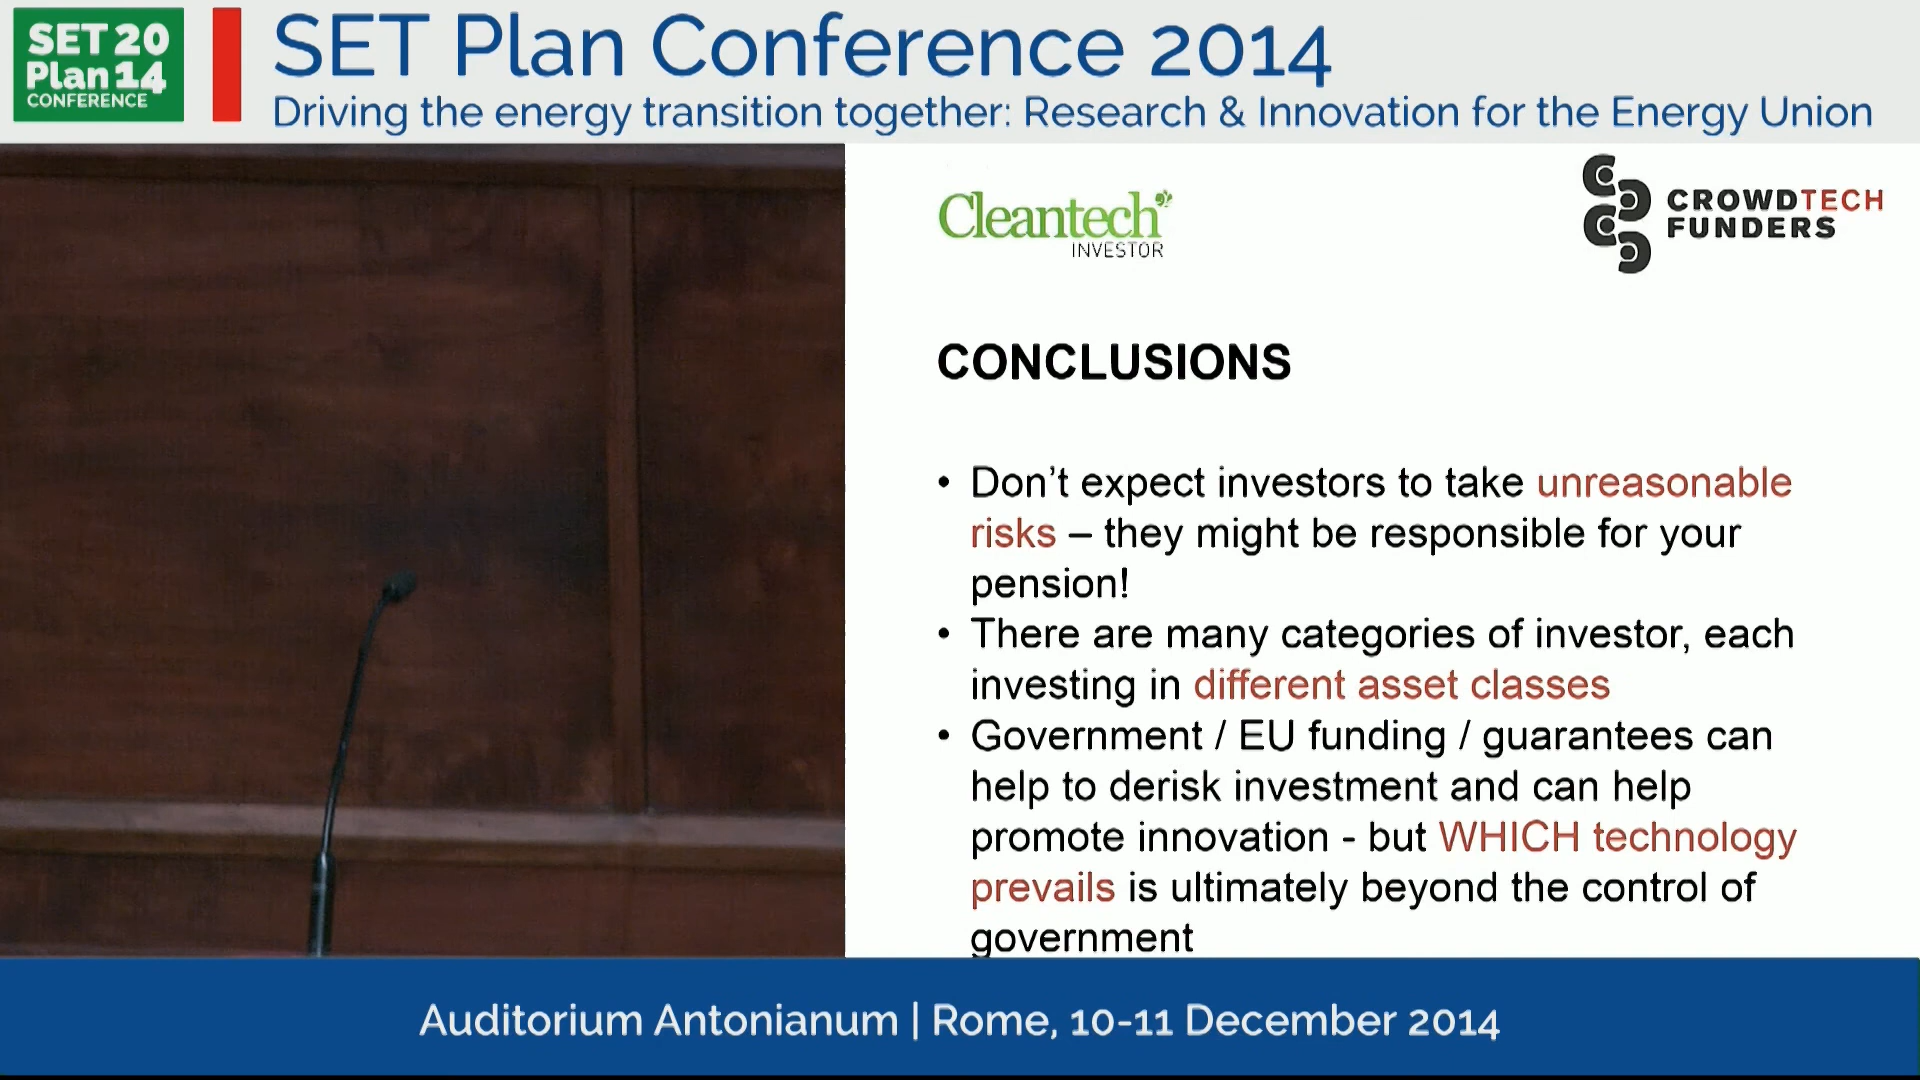 SET 20
Plan 14
CONFERENCE
SET Plan Conference 2014
Driving the energy transition together: Research & Innovation for the Energy Union
Cleantech
INVESTOR
CROWDTECH
FUNDERS
CONCLUSIONS
• Don't expect investors to take unreasonable
risks – they might be responsible for your
pension!
• There are many categories of investor, each
investing in different asset classes
• Government / EU funding / guarantees can
help to derisk investment and can help
promote innovation - but WHICH technology
prevails is ultimately beyond the control of
government
Auditorium Antonianum | Rome, 10-11 December 2014